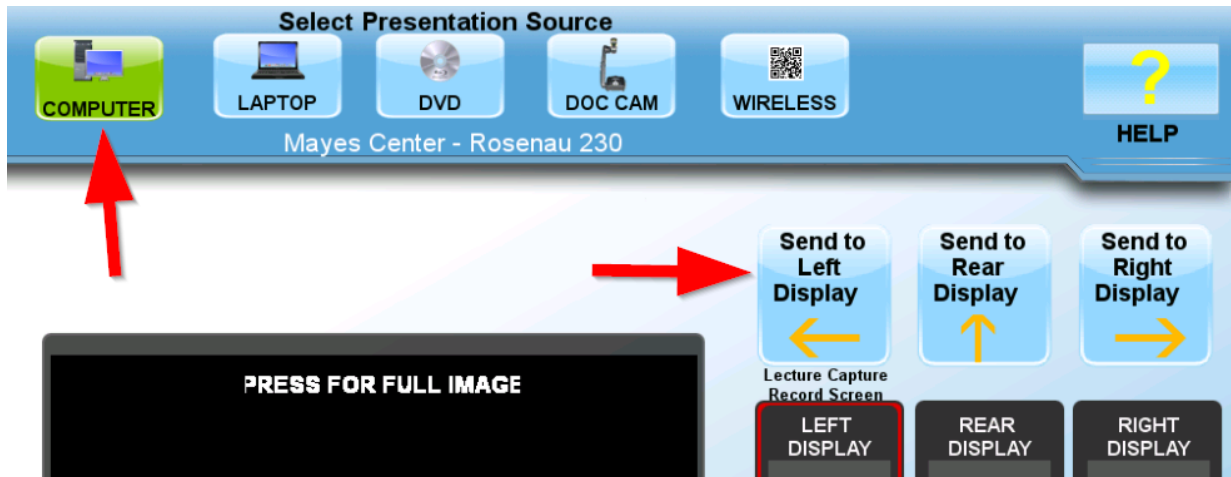 Select Presentation Source
COMPUTER
LAPTOP
DVD
DOC CAM
WIRELESS
?
HELP
Mayes Center - Rosenau 230
Send to
Left
Display
Send to
Rear
Display
Send to
Right
Display
Lecture Capture
Record Screen
PRESS FOR FULL IMAGE
LEFT
DISPLAY
REAR
DISPLAY
RIGHT
DISPLAY